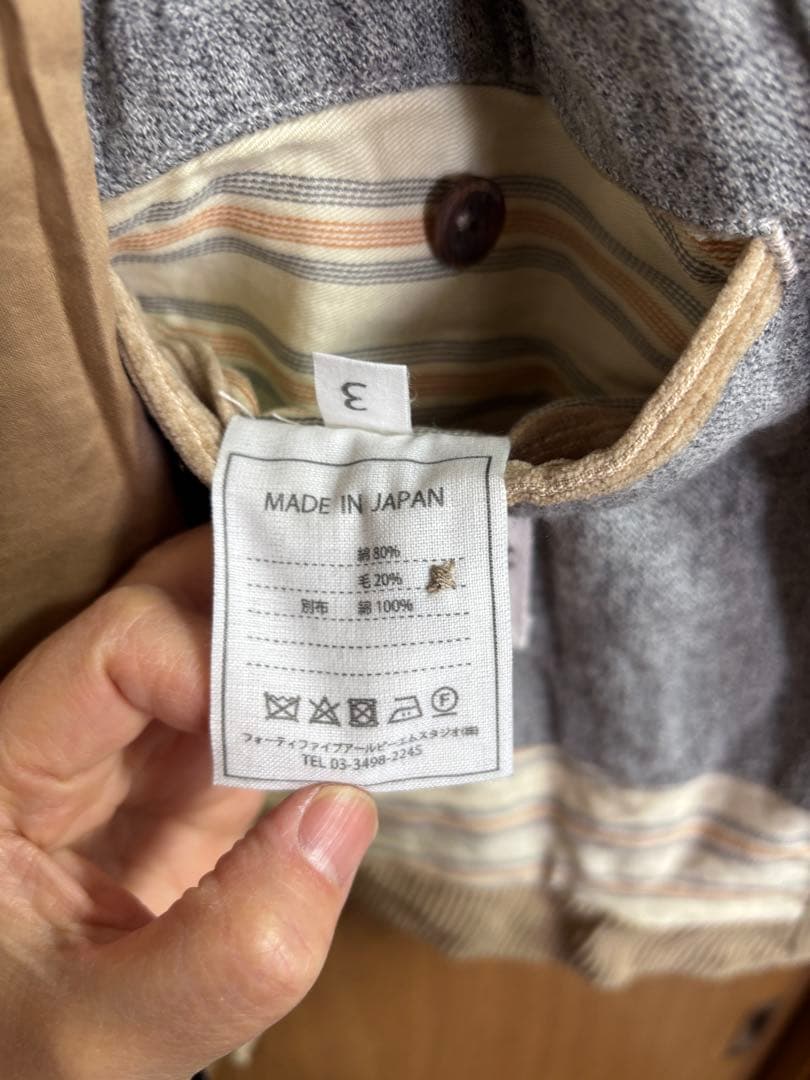 3
MADE IN JAPAN
綿 80%
毛 20%
別布 綿 100%
F
フォーティファイブアールピーエムスタジオ(株)
TEL 03-3498-2245